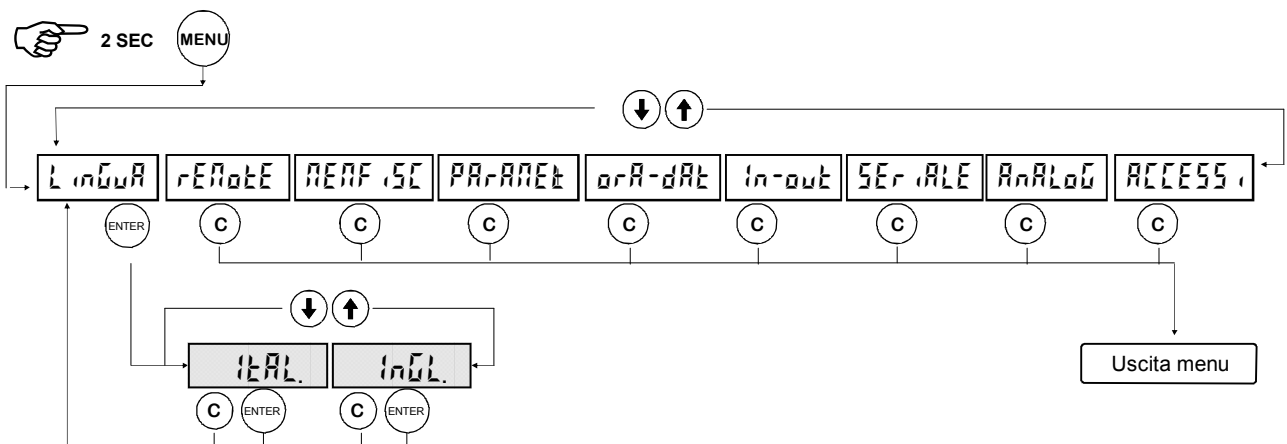 2 SEC MENU
LinGuA rEMotE MEMFiSC PArAMEt orA-dAt In-out SEriALE AnALoG ACCESSi
ENTER C C C C C C C C
ItAL. InGL.
Uscita menu
C ENTER C ENTER